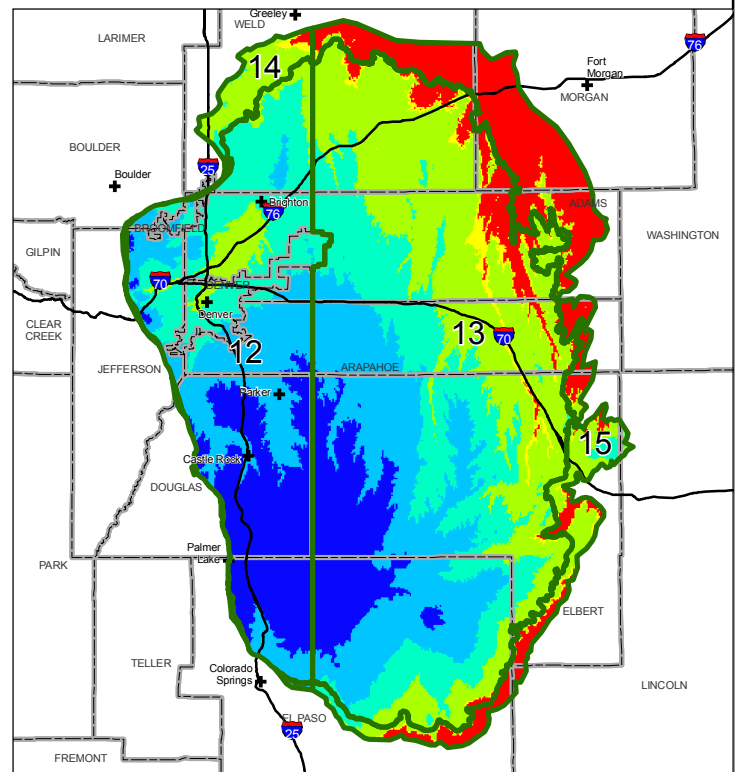 Greeley
WELD
LARIMER
76
14
Fort
Morgan
MORGAN
BOULDER
Boulder
25
Brighton
ADAMS
76
BROOMFIELD
WASHINGTON
GILPIN
70
DENVER
Denver
CLEAR
CREEK
13
70
12
JEFFERSON
ARAPAHOE
Parker
15
Castle Rock
DOUGLAS
Palmer
Lake
PARK
ELBERT
TELLER
Colorado
Springs
LINCOLN
EL PASO
25
FREMONT